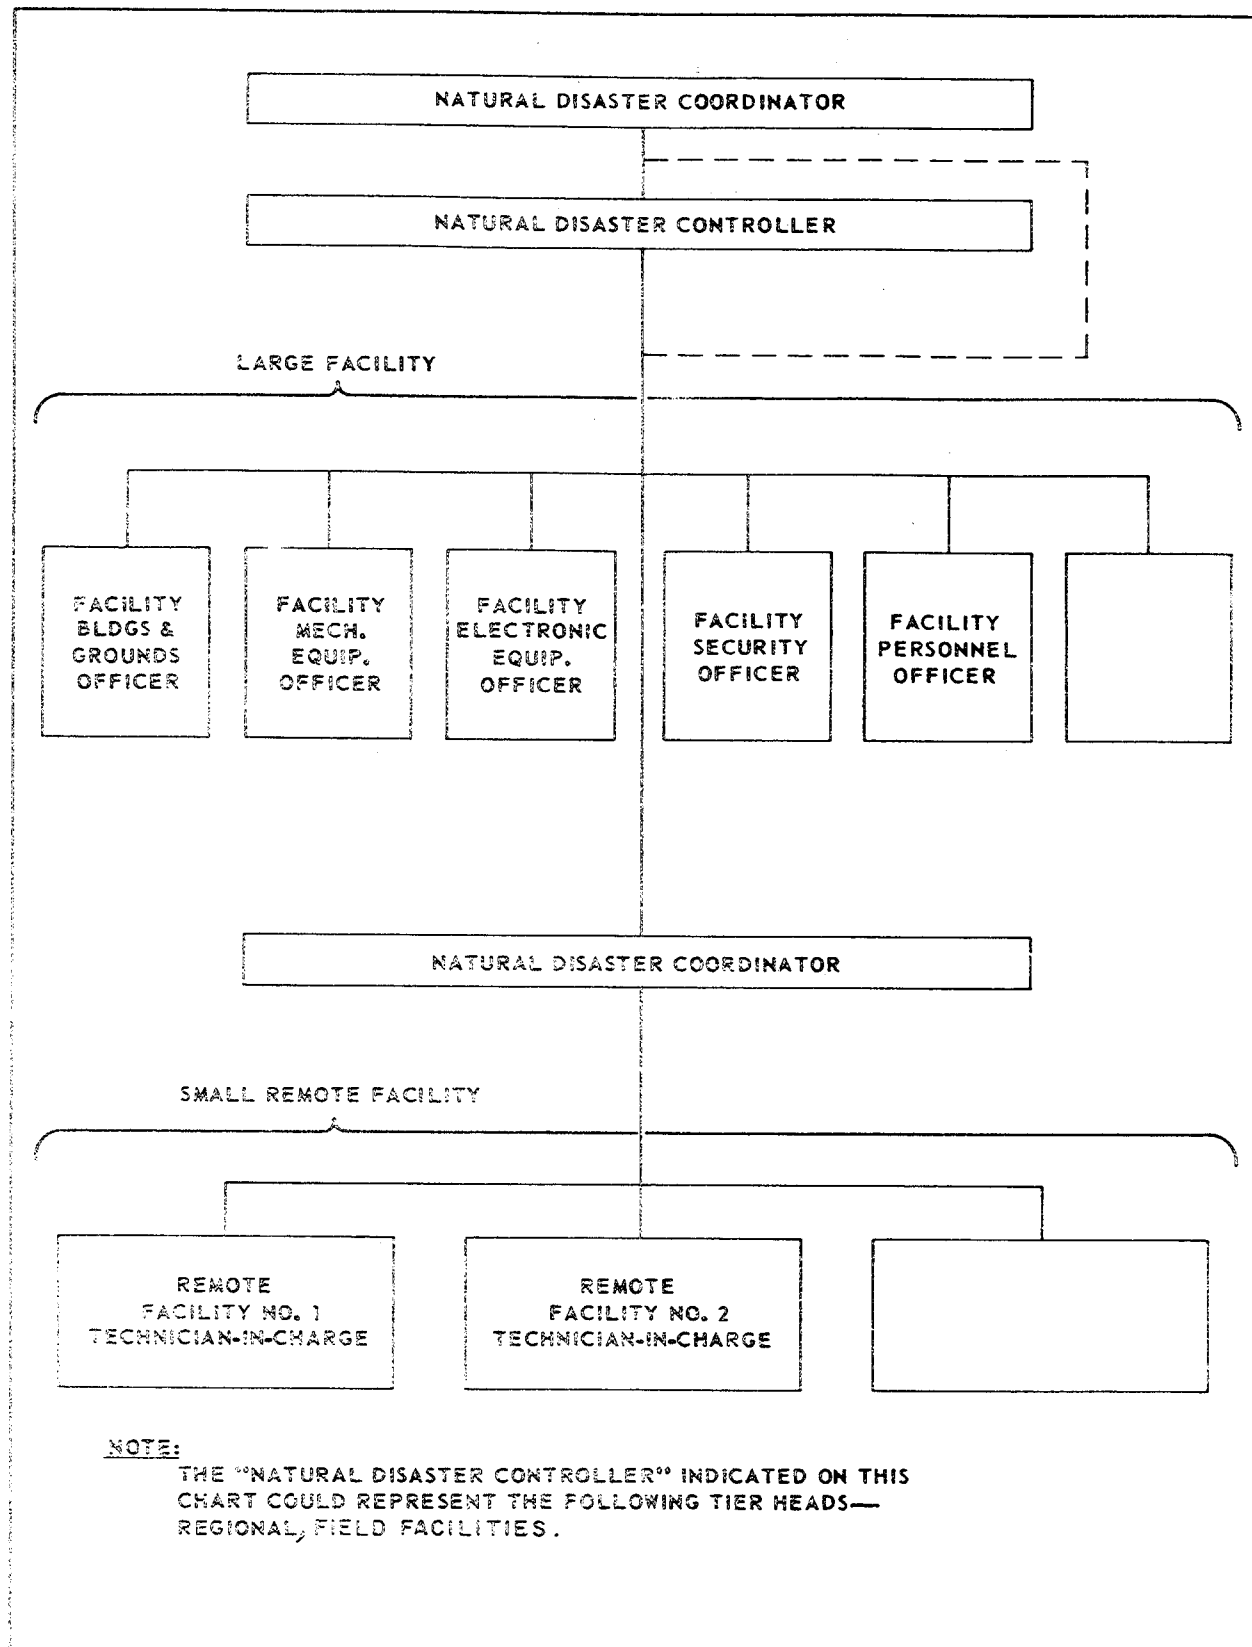 NATURAL DISASTER COORDINATOR
NATURAL DISASTER CONTROLLER
LARGE FACILITY
FACILITY
BLDGS &
GROUNDS
OFFICER
FACILITY
MECH.
EQUIP.
OFFICER
FACILITY
ELECTRONIC
EQUIP.
OFFICER
FACILITY
SECURITY
OFFICER
FACILITY
PERSONNEL
OFFICER
NATURAL DISASTER COORDINATOR
SMALL REMOTE FACILITY
REMOTE
FACILITY NO. 1
TECHNICIAN-IN-CHARGE
REMOTE
FACILITY NO. 2
TECHNICIAN-IN-CHARGE
NOTE:
THE "NATURAL DISASTER CONTROLLER" INDICATED ON THIS
CHART COULD REPRESENT THE FOLLOWING TIER HEADS—
REGIONAL, FIELD FACILITIES.